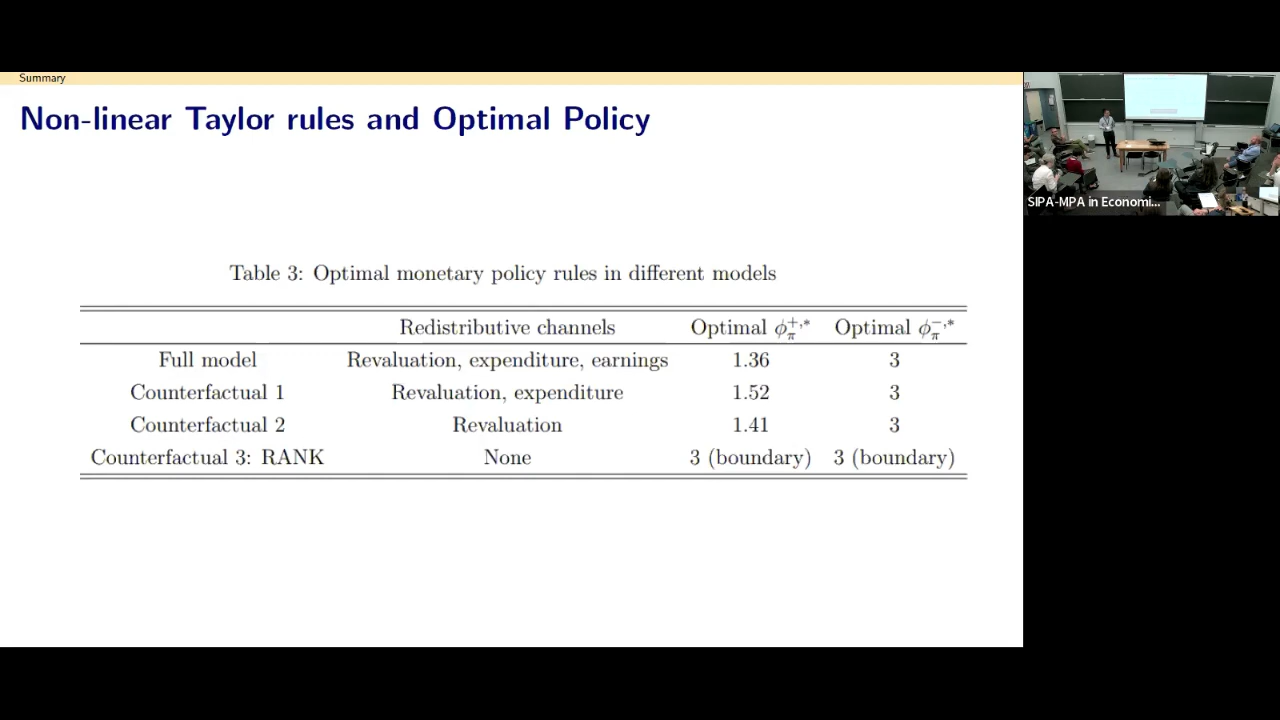 Summary
Non-linear Taylor rules and Optimal Policy
Table 3: Optimal monetary policy rules in different models
Redistributive channels Optimal ϕπ+,* Optimal ϕπ−,*
Full model Revaluation, expenditure, earnings 1.36 3
Counterfactual 1 Revaluation, expenditure 1.52 3
Counterfactual 2 Revaluation 1.41 3
Counterfactual 3: RANK None 3 (boundary) 3 (boundary)
SIPA-MPA in Economi...